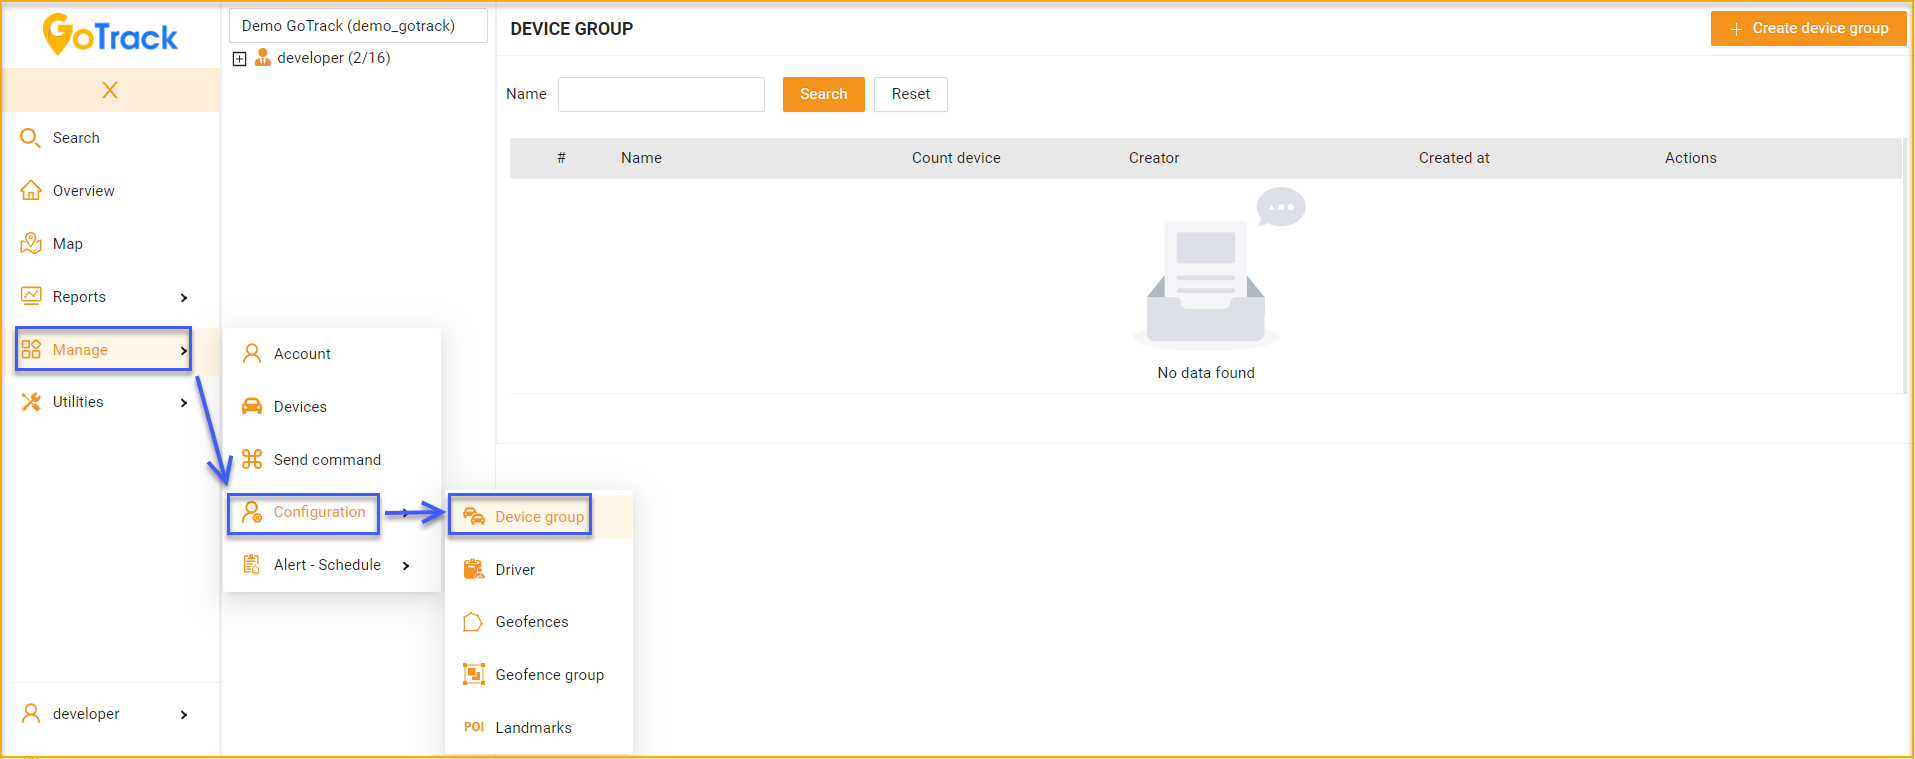 GoTrack
X
Search
Overview
Map
Reports
Manage
Utilities
developer
Demo GoTrack (demo_gotrack)
developer (2/16)
Account
Devices
Send command
Configuration
Alert - Schedule
Device group
Driver
Geofences
Geofence group
POI Landmarks
DEVICE GROUP
+ Create device group
Name
Search
Reset
# Name Count device Creator Created at Actions
No data found